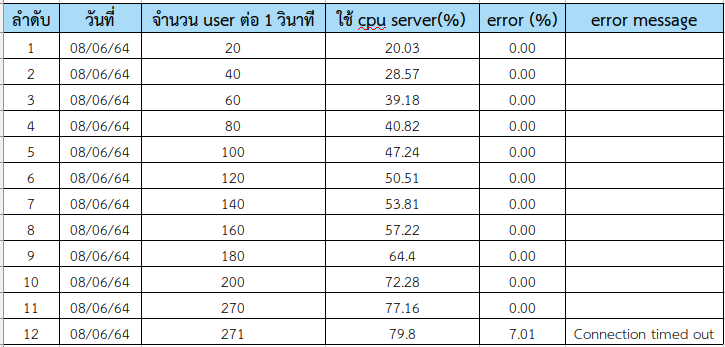 ลำดับ วันที่ จำนวน user ต่อ 1 วินาที ใช้ cpu server(%) error (%) error message
1 08/06/64 20 20.03 0.00
2 08/06/64 40 28.57 0.00
3 08/06/64 60 39.18 0.00
4 08/06/64 80 40.82 0.00
5 08/06/64 100 47.24 0.00
6 08/06/64 120 50.51 0.00
7 08/06/64 140 53.81 0.00
8 08/06/64 160 57.22 0.00
9 08/06/64 180 64.4 0.00
10 08/06/64 200 72.28 0.00
11 08/06/64 270 77.16 0.00
12 08/06/64 271 79.8 7.01 Connection timed out